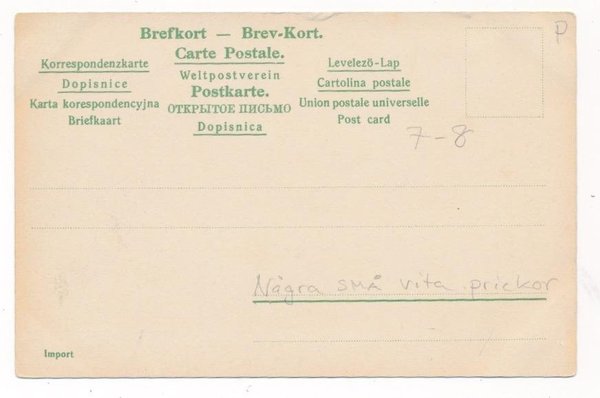 Brefkort — Brev-Kort.
Carte Postale.
Korrespondenzkarte
Weltpostverein
Levelező-Lap
Dopisnice
Postkarte.
Cartolina postale
Karta korespondencyjna
ОТКРЫТОЕ ПИСЬМО
Union postale universelle
Briefkaart
Dopisnica
Post card
P
7-8
Några små vita prickor
Import